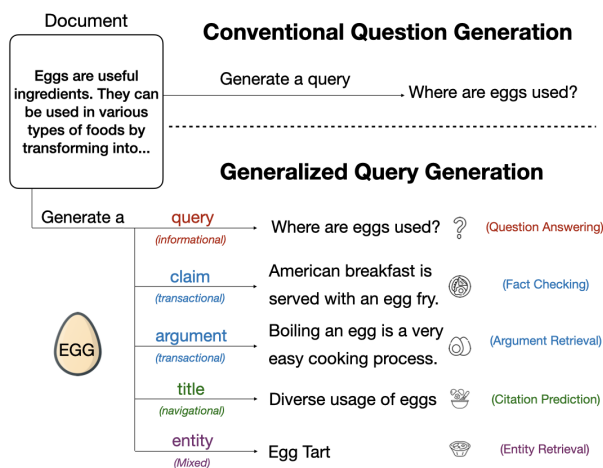 Document
Conventional Question Generation
Eggs are useful
ingredients. They can
be used in various
types of foods by
transforming into...
Generate a query
Where are eggs used?
Generalized Query Generation
Generate a
query
(informational)
Where are eggs used?
(Question Answering)
claim
(transactional)
American breakfast is
served with an egg fry.
(Fact Checking)
argument
(transactional)
Boiling an egg is a very
easy cooking process.
(Argument Retrieval)
EGG
title
(navigational)
Diverse usage of eggs
(Citation Prediction)
entity
(Mixed)
Egg Tart
(Entity Retrieval)